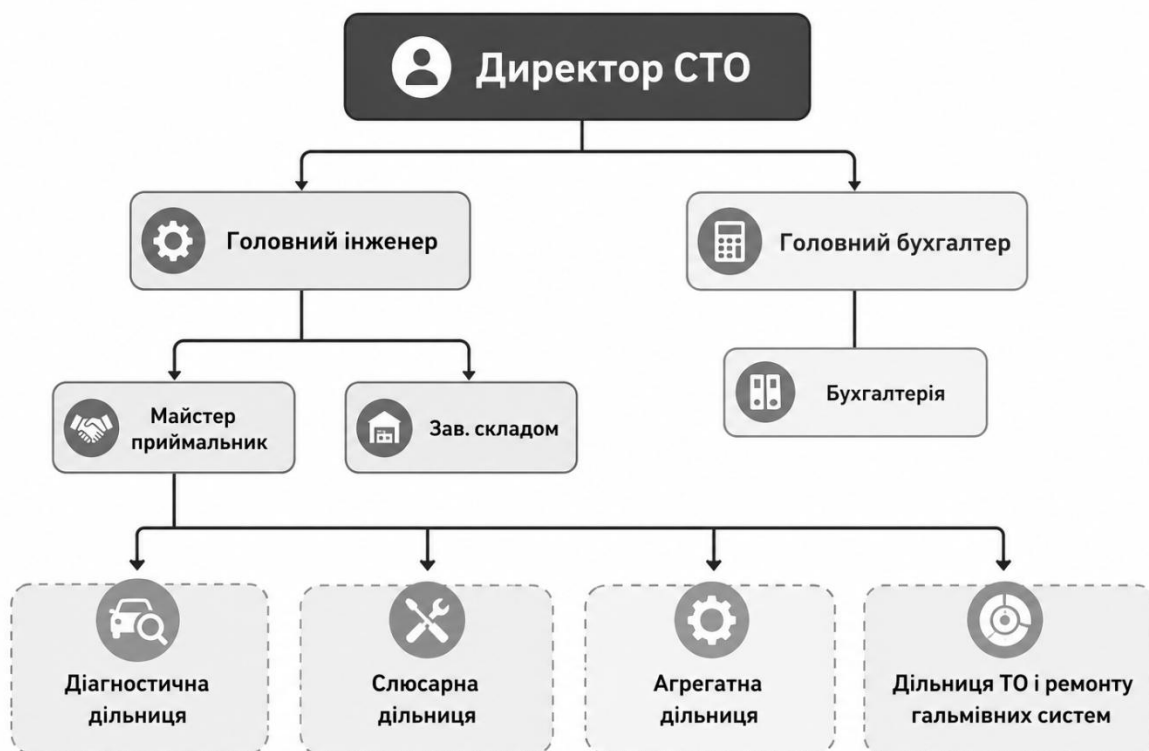 Директор СТО
Головний інженер
Головний бухгалтер
Майстер
приймальник
Зав. складом
Бухгалтерія
Діагностична
дільниця
Слюсарна
дільниця
Агрегатна
дільниця
Дільниця ТО і ремонту
гальмівних систем